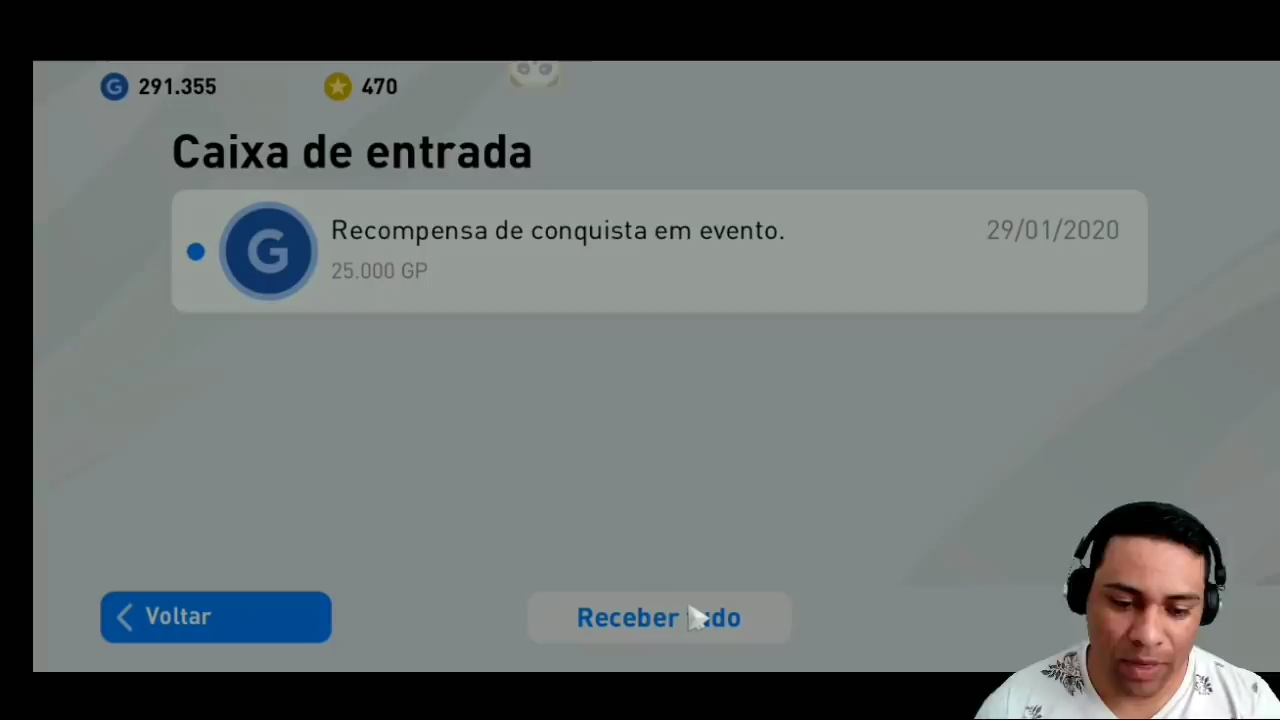 G 291.355 470
Caixa de entrada
G Recompensa de conquista em evento. 29/01/2020
25.000 GP
Voltar Receber tudo